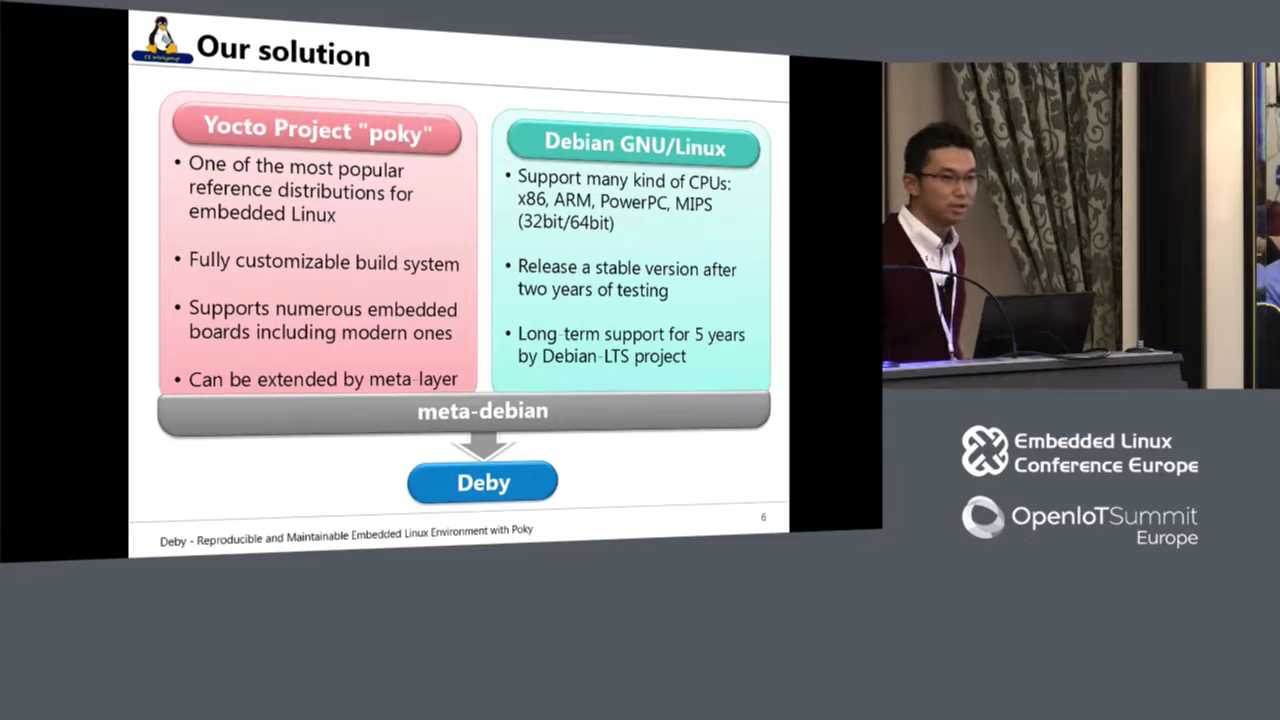 Our solution
Yocto Project "poky"
• One of the most popular
reference distributions for
embedded Linux
• Fully customizable build system
• Supports numerous embedded
boards including modern ones
• Can be extended by meta-layer
Debian GNU/Linux
• Support many kind of CPUs:
x86, ARM, PowerPC, MIPS
(32bit/64bit)
• Release a stable version after
two years of testing
• Long-term support for 5 years
by Debian-LTS project
meta-debian
Deby
Deby - Reproducible and Maintainable Embedded Linux Environment with Poky
6
Embedded Linux
Conference Europe
OpenIoTSummit
Europe